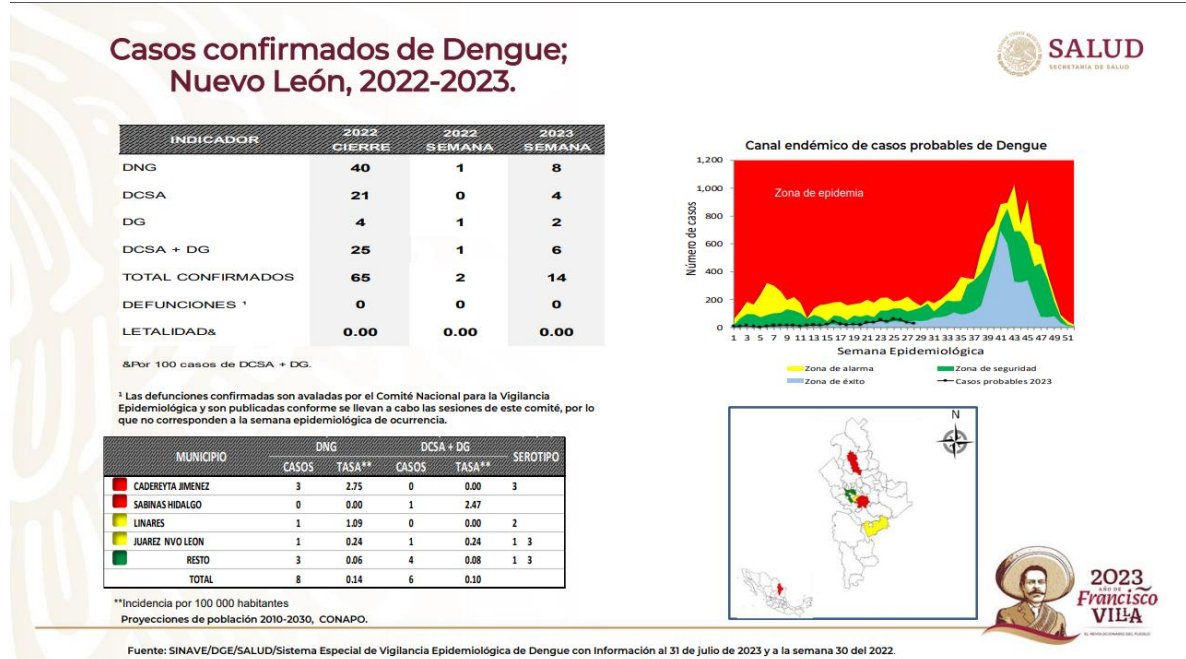 Casos confirmados de Dengue;
Nuevo León, 2022-2023.
SALUD
SECRETARÍA DE SALUD
INDICADOR 2022 CIERRE 2022 SEMANA 2023 SEMANA
DNG 40 1 8
DCSA 21 0 4
DG 4 1 2
DCSA + DG 25 1 6
TOTAL CONFIRMADOS 65 2 14
DEFUNCIONES ¹ 0 0 0
LETALIDAD& 0.00 0.00 0.00
&Por 100 casos de DCSA + DG.
¹ Las defunciones confirmadas son avaladas por el Comité Nacional para la Vigilancia
Epidemiológica y son publicadas conforme se llevan a cabo las sesiones de este comité, por lo
que no corresponden a la semana epidemiológica de ocurrencia.
MUNICIPIO DNG DCSA + DG SEROTIPO
CASOS TASA** CASOS TASA**
CADEREYTA JIMENEZ 3 2.75 0 0.00 3
SABINAS HIDALGO 0 0.00 1 2.47
LINARES 1 1.09 0 0.00 2
JUAREZ NVO LEON 1 0.24 1 0.24 1 3
RESTO 3 0.06 4 0.08 1 3
TOTAL 8 0.14 6 0.10
**Incidencia por 100 000 habitantes
Proyecciones de población 2010-2030, CONAPO.
Canal endémico de casos probables de Dengue
Número de casos
1,200
1,000
800
600
400
200
0
Zona de epidemia
1 3 5 7 9 11 13 15 17 19 21 23 25 27 29 31 33 35 37 39 41 43 45 47 49 51
Semana Epidemiológica
Zona de alarma Zona de seguridad
Zona de éxito Casos probables 2023
N
2023
AÑO DE
Francisco
VILLA
EL REVOLUCIONARIO DEL PUEBLO
Fuente: SINAVE/DGE/SALUD/Sistema Especial de Vigilancia Epidemiológica de Dengue con Información al 31 de julio de 2023 y a la semana 30 del 2022.